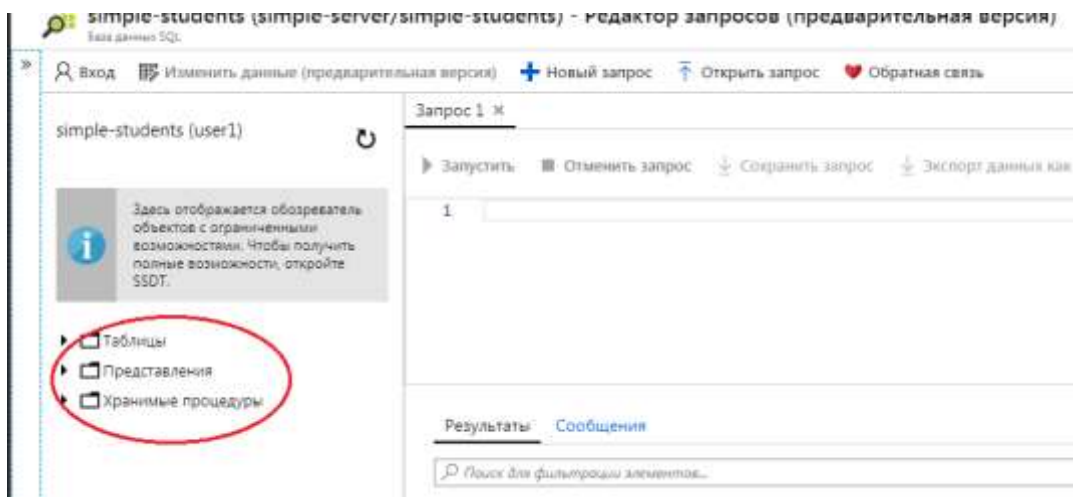 simple-students (simple-server/simple-students) - Редактор запросов (предварительная версия)
База данных SQL
»
Вход Изменить данные (предварительная версия) Новый запрос Открыть запрос Обратная связь
simple-students (user1)
Запрос 1 ×
Запустить Отменить запрос Сохранить запрос Экспорт данных как
1
Здесь отображается обозреватель
объектов с ограниченными
возможностями. Чтобы получить
полные возможности, откройте
SSDT.
Таблицы
Представления
Хранимые процедуры
Результаты Сообщения
Поиск для фильтрации элементов...